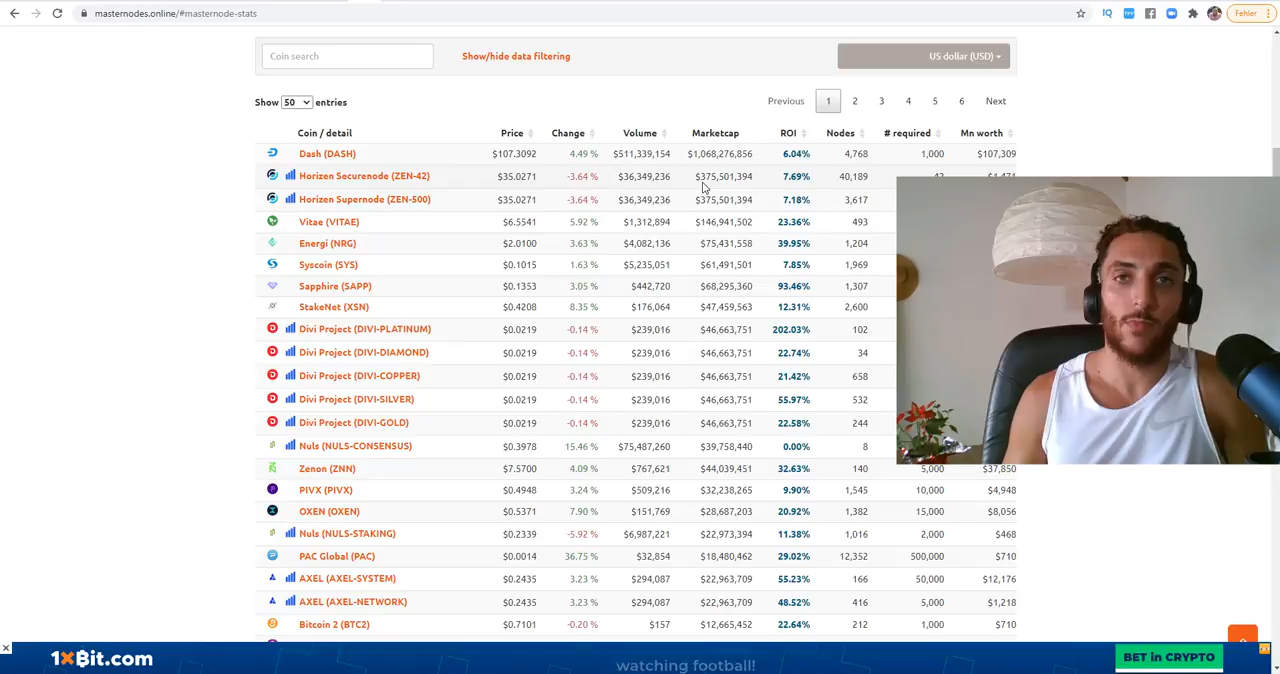 masternodes.online/#masternode-stats Fehler
Coin search Show/hide data filtering US dollar (USD)
Show 50 entries Previous 1 2 3 4 5 6 Next
Coin / detail Price Change Volume Marketcap ROI Nodes # required Mn worth
Dash (DASH) $107.3092 4.49 % $511,339,154 $1,068,276,856 6.04% 4,768 1,000 $107,309
Horizen Securenode (ZEN-42) $35.0271 -3.64 % $36,349,236 $375,501,394 7.69% 40,189
Horizen Supernode (ZEN-500) $35.0271 -3.64 % $36,349,236 $375,501,394 7.18% 3,617
Vitae (VITAE) $6.5541 5.92 % $1,312,894 $146,941,502 23.36% 493
Energi (NRG) $2.0100 3.63 % $4,082,136 $75,431,558 39.95% 1,204
Syscoin (SYS) $0.1015 1.63 % $5,235,051 $61,491,501 7.85% 1,969
Sapphire (SAPP) $0.1353 3.05 % $442,720 $68,295,360 93.46% 1,307
StakeNet (XSN) $0.4208 8.35 % $176,064 $47,459,563 12.31% 2,600
Divi Project (DIVI-PLATINUM) $0.0219 -0.14 % $239,016 $46,663,751 202.03% 102
Divi Project (DIVI-DIAMOND) $0.0219 -0.14 % $239,016 $46,663,751 22.74% 34
Divi Project (DIVI-COPPER) $0.0219 -0.14 % $239,016 $46,663,751 21.42% 658
Divi Project (DIVI-SILVER) $0.0219 -0.14 % $239,016 $46,663,751 55.97% 532
Divi Project (DIVI-GOLD) $0.0219 -0.14 % $239,016 $46,663,751 22.58% 244
Nuls (NULS-CONSENSUS) $0.3978 15.46 % $75,487,260 $39,758,440 0.00% 8
Zenon (ZNN) $7.5700 4.09 % $767,621 $44,039,451 32.63% 140 5,000 $37,850
PIVX (PIVX) $0.4948 3.24 % $509,216 $32,238,265 9.90% 1,545 10,000 $4,948
OXEN (OXEN) $0.5371 7.90 % $151,769 $28,687,203 20.92% 1,382 15,000 $8,056
Nuls (NULS-STAKING) $0.2339 -5.92 % $6,987,221 $22,973,394 11.38% 1,016 2,000 $468
PAC Global (PAC) $0.0014 36.75 % $32,854 $18,480,462 29.02% 12,352 500,000 $710
AXEL (AXEL-SYSTEM) $0.2435 3.23 % $294,087 $22,963,709 55.23% 166 50,000 $12,176
AXEL (AXEL-NETWORK) $0.2435 3.23 % $294,087 $22,963,709 48.52% 416 5,000 $1,218
Bitcoin 2 (BTC2) $0.7101 -0.20 % $157 $12,665,452 22.64% 212 1,000 $710
1xBit.com watching football! BET in CRYPTO